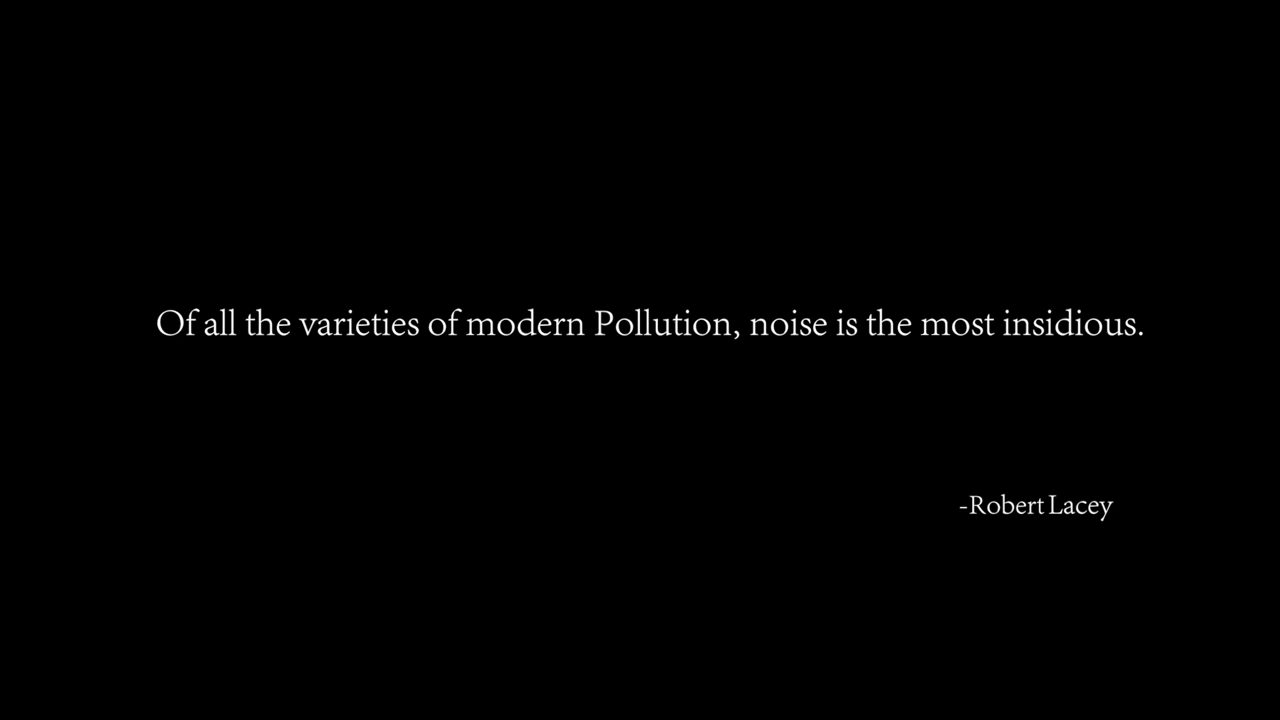 Of all the varieties of modern Pollution, noise is the most insidious.
-Robert Lacey